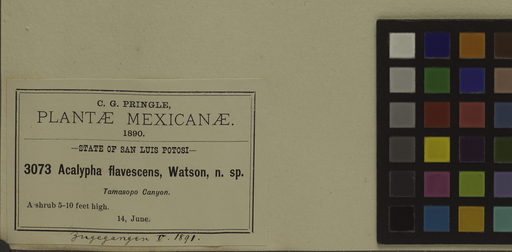 C. G. PRINGLE,
PLANTÆ MEXICANÆ.
1890.
—STATE OF SAN LUIS POTOSI—
3073 Acalypha flavescens, Watson, n. sp.
Tamasopo Canyon.
A shrub 5-10 feet high.
14, June.
Zugegangen V. 1891.